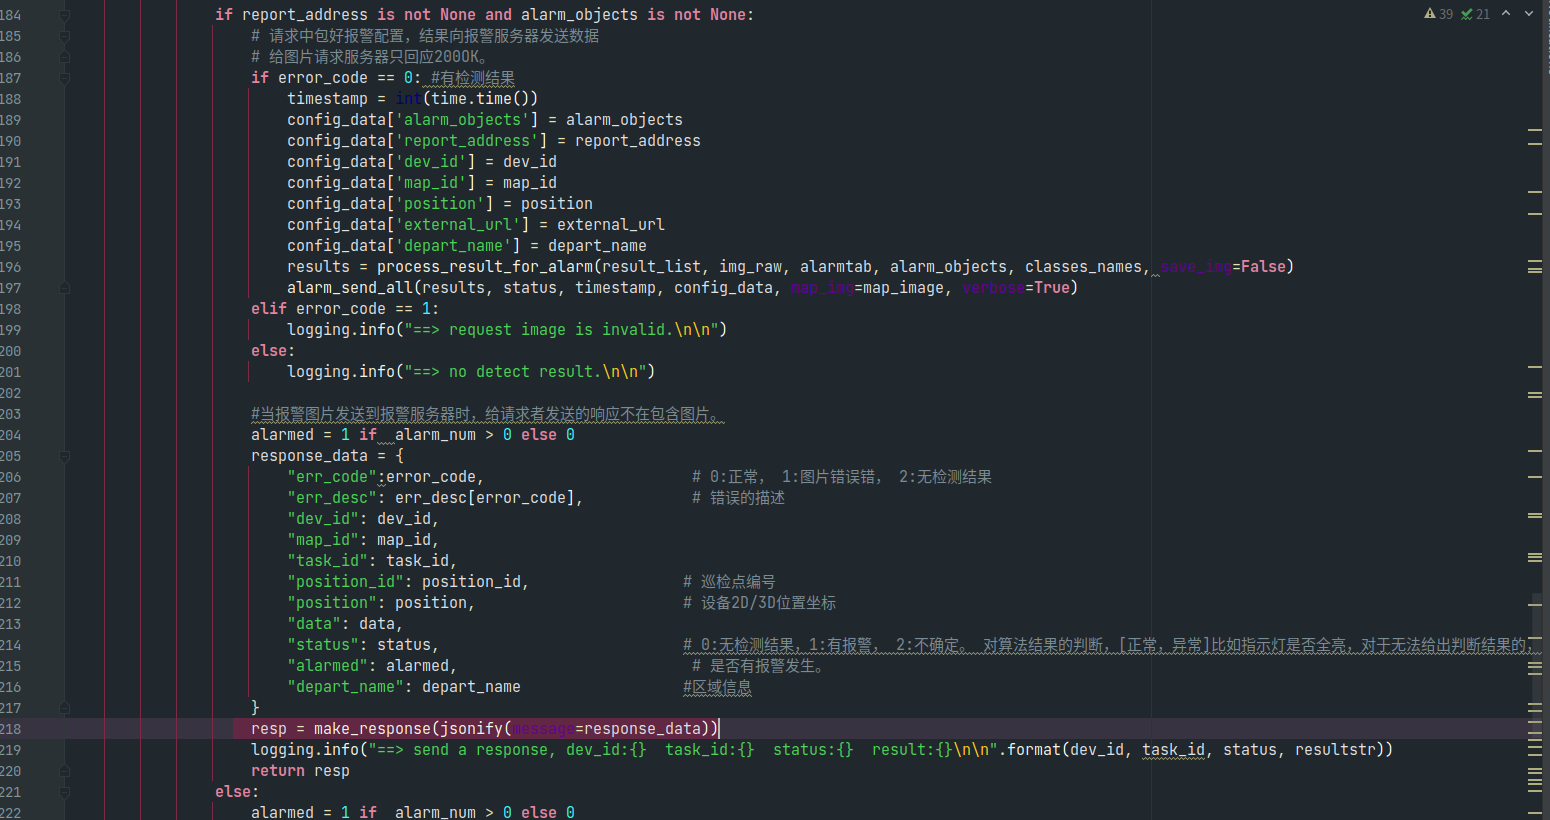 184 if report_address is not None and alarm_objects is not None: 39 21
185 # 请求中包好报警配置，结果向报警服务器发送数据
186 # 给图片请求服务器只回应200OK。
187 if error_code == 0: #有检测结果
188 timestamp = int(time.time())
189 config_data['alarm_objects'] = alarm_objects
190 config_data['report_address'] = report_address
191 config_data['dev_id'] = dev_id
192 config_data['map_id'] = map_id
193 config_data['position'] = position
194 config_data['external_url'] = external_url
195 config_data['depart_name'] = depart_name
196 results = process_result_for_alarm(result_list, img_raw, alarmtab, alarm_objects, classes_names, save_img=False)
197 alarm_send_all(results, status, timestamp, config_data, map_img=map_image, verbose=True)
198 elif error_code == 1:
199 logging.info("==> request image is invalid.\n\n")
200 else:
201 logging.info("==> no detect result.\n\n")
202
203 #当报警图片发送到报警服务器时，给请求者发送的响应不在包含图片。
204 alarmed = 1 if  alarm_num > 0 else 0
205 response_data = {
206 "err_code":error_code, # 0:正常， 1:图片错误错， 2:无检测结果
207 "err_desc": err_desc[error_code], # 错误的描述
208 "dev_id": dev_id,
209 "map_id": map_id,
210 "task_id": task_id,
211 "position_id": position_id, # 巡检点编号
212 "position": position, # 设备2D/3D位置坐标
213 "data": data,
214 "status": status, # 0:无检测结果，1:有报警， 2:不确定。 对算法结果的判断，[正常，异常]比如指示灯是否全亮，对于无法给出判断结果的，
215 "alarmed": alarmed, # 是否有报警发生。
216 "depart_name": depart_name #区域信息
217 }
218 resp = make_response(jsonify(message=response_data))
219 logging.info("==> send a response, dev_id:{}  task_id:{}  status:{}  result:{}\n\n".format(dev_id, task_id, status, resultstr))
220 return resp
221 else:
222 alarmed = 1 if  alarm_num > 0 else 0